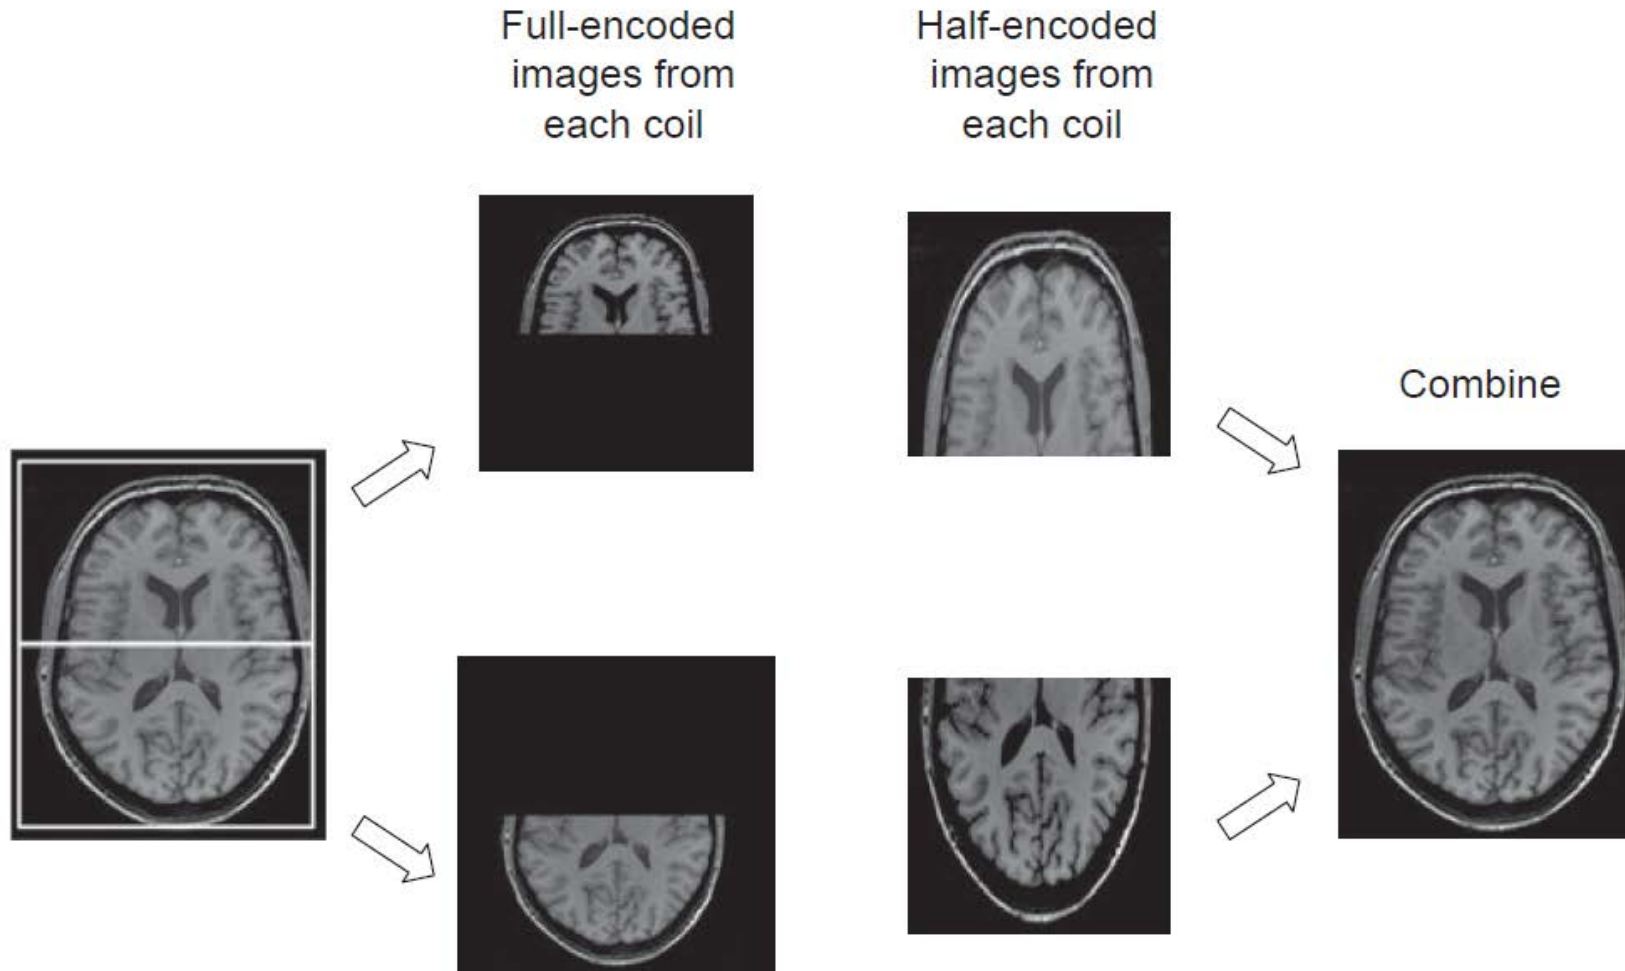 Full-encoded
images from
each coil
Half-encoded
images from
each coil
Combine